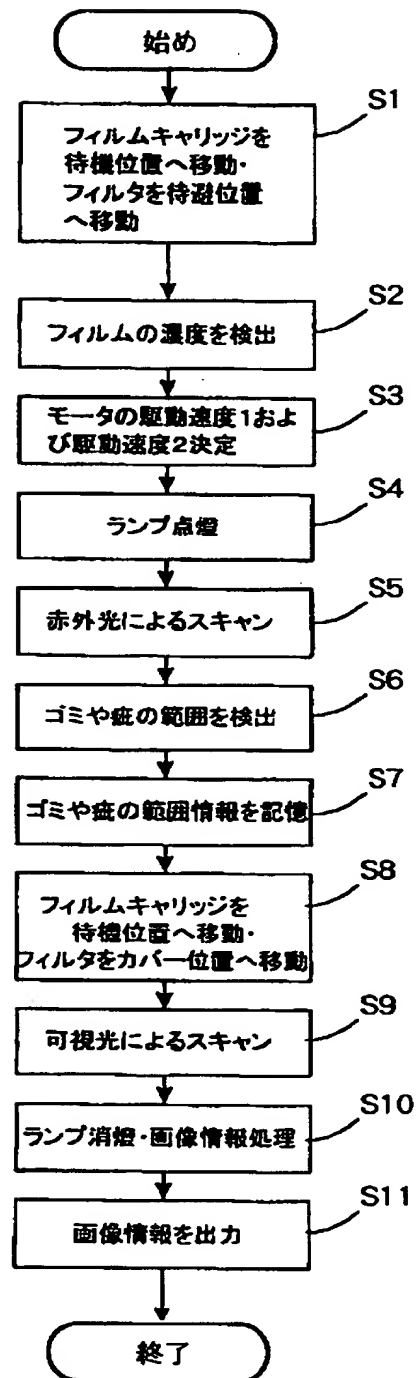 始め
S1
フィルムキャリッジを
待機位置へ移動・
フィルタを待避位置
へ移動
S2
フィルムの濃度を検出
S3
モータの駆動速度1およ
び駆動速度2決定
S4
ランプ点燈
S5
赤外光によるスキャン
S6
ゴミや疵の範囲を検出
S7
ゴミや疵の範囲情報を記憶
S8
フィルムキャリッジを
待機位置へ移動・
フィルタをカバー位置へ移動
S9
可視光によるスキャン
S10
ランプ消燈・画像情報処理
S11
画像情報を出力
終了